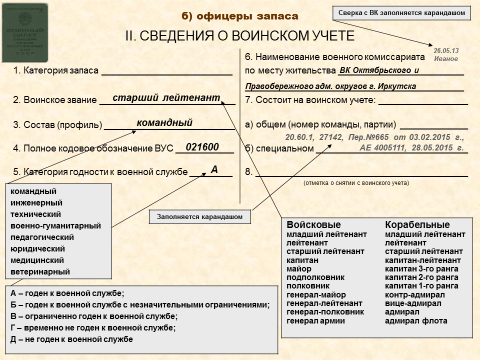 б) офицеры запаса
Сверка с ВК заполняется карандашом
II. СВЕДЕНИЯ О ВОИНСКОМ УЧЕТЕ
26.05.13
Иванов
1. Категория запаса
2. Воинское звание старший лейтенант
3. Состав (профиль) командный
4. Полное кодовое обозначение ВУС 021600
5. Категория годности к военной службе А
6. Наименование военного комиссариата
по месту жительства ВК Октябрьского и
Правобережного адм. округов г Иркутска
7. Состоит на воинском учете:
а) общем (номер команды, партии)
20.60.1, 27142, Пер.№665 от 03.02.2015 г.,
б) специальном АЕ 4005111, 28.05.2015 г.
8.
(отметка о снятии с воинского учета)
командный
инженерный
технический
военно-гуманитарный
педагогический
юридический
медицинский
ветеринарный
Заполняется карандашом
Войсковые Корабельные
младший лейтенант младший лейтенант
лейтенант лейтенант
старший лейтенант старший лейтенант
капитан капитан-лейтенант
майор капитан 3-го ранга
подполковник капитан 2-го ранга
полковник капитан 1-го ранга
генерал-майор контр-адмирал
генерал-лейтенант вице-адмирал
генерал-полковник адмирал
генерал армии адмирал флота
А – годен к военной службе;
Б – годен к военной службе с незначительными ограничениями;
В – ограниченно годен к военной службе;
Г – временно не годен к военной службе;
Д – не годен к военной службе